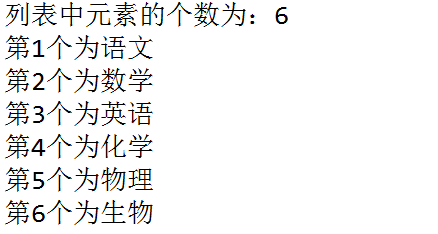 列表中元素的个数为：6
第1个为语文
第2个为数学
第3个为英语
第4个为化学
第5个为物理
第6个为生物